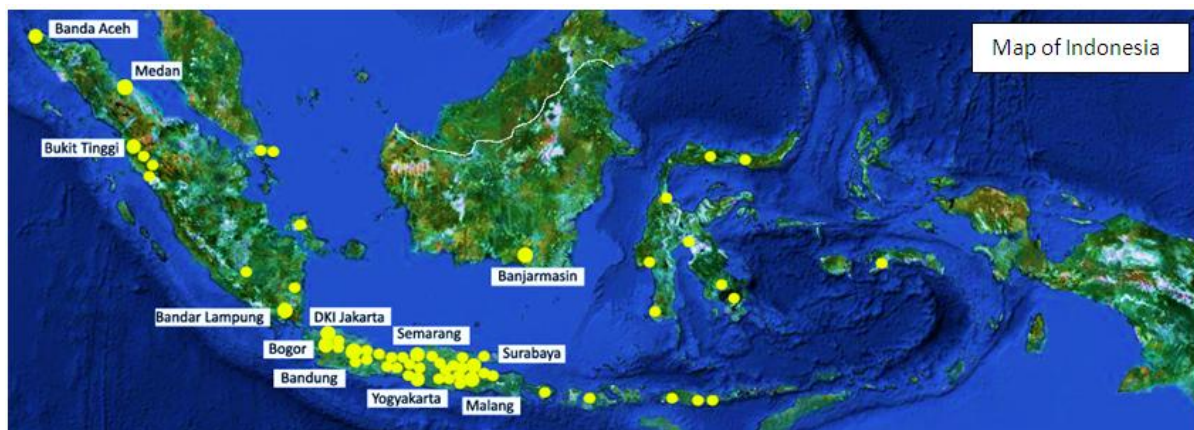 Map of Indonesia
Banda Aceh
Medan
Bukit Tinggi
Banjarmasin
Bandar Lampung
DKI Jakarta
Semarang
Bogor
Surabaya
Bandung
Yogyakarta
Malang